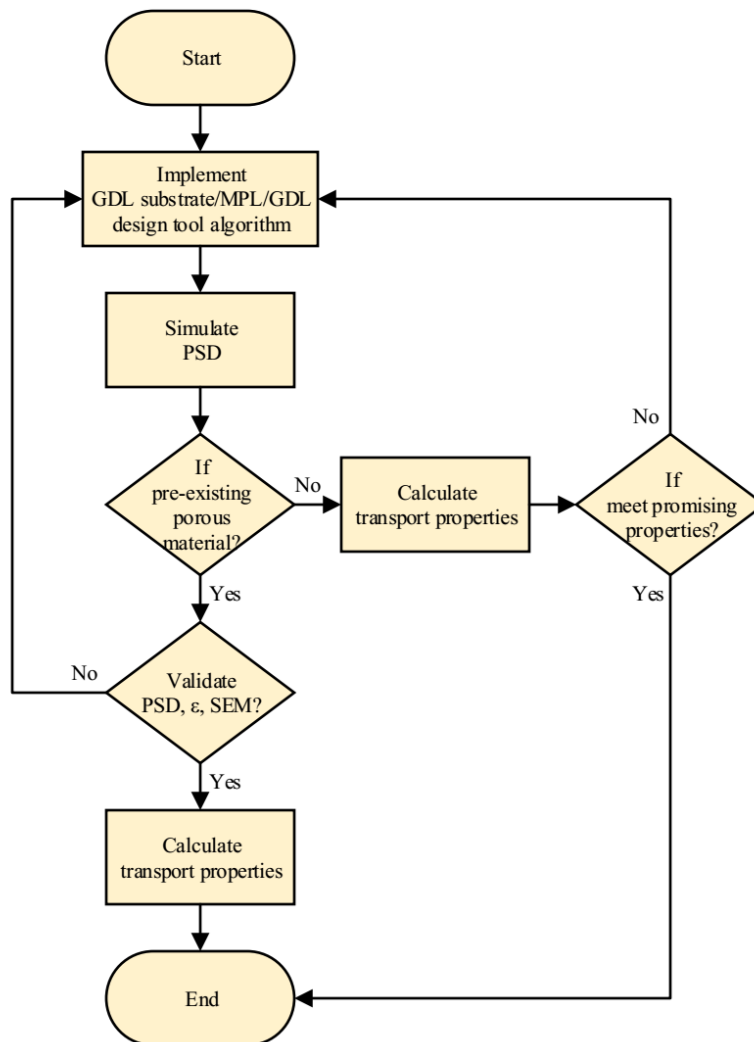 Start
Implement
GDL substrate/MPL/GDL
design tool algorithm
Simulate
PSD
If
pre-existing
porous
material?
No
Calculate
transport properties
If
meet promising
properties?
No
Yes
Yes
No
Validate
PSD, ε, SEM?
Yes
Calculate
transport properties
End